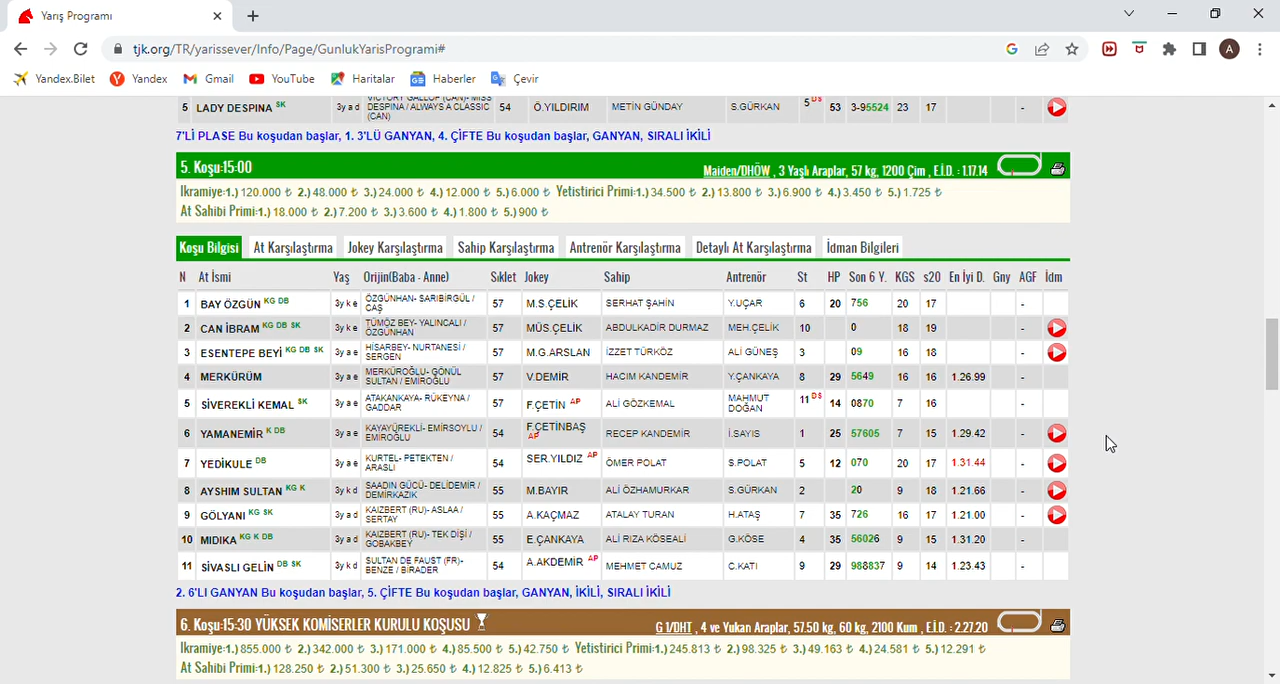 Yarış Programı
tjk.org/TR/yarissever/Info/Page/GunlukYarisProgrami#
A
Yandex.Bilet Yandex Gmail YouTube Haritalar Haberler Çevir
5 LADY DESPINA SK 3y a d VICTORY GALLOP (CAN)- MISS DESPINA / ALWAYS A CLASSIC (CAN) 54 Ö.YILDIRIM METİN GÜNDAY S.GÜRKAN 5 DS 53 3-95524 23 17 -
7'Lİ PLASE Bu koşudan başlar, 1. 3'LÜ GANYAN, 4. ÇİFTE Bu koşudan başlar, GANYAN, SIRALI İKİLİ
5. Koşu:15:00 Maiden/DHÖW , 3 Yaşlı Araplar, 57 kg, 1200 Çim , E.İ.D. : 1.17.14
İkramiye:1.) 120.000 ₺ 2.) 48.000 ₺ 3.) 24.000 ₺ 4.) 12.000 ₺ 5.) 6.000 ₺ Yetistirici Primi:1.) 34.500 ₺ 2.) 13.800 ₺ 3.) 6.900 ₺ 4.) 3.450 ₺ 5.) 1.725 ₺
At Sahibi Primi:1.) 18.000 ₺ 2.) 7.200 ₺ 3.) 3.600 ₺ 4.) 1.800 ₺ 5.) 900 ₺
Koşu Bilgisi At Karşılaştırma Jokey Karşılaştırma Sahip Karşılaştırma Antrenör Karşılaştırma Detaylı At Karşılaştırma İdman Bilgileri
N At İsmi Yaş Orijin(Baba - Anne) Sıklet Jokey Sahip Antrenör St HP Son 6 Y. KGS s20 En İyi D. Gny AGF İdm
1 BAY ÖZGÜN KG DB 3y k e ÖZGÜNHAN- SARIBİRGÜL / CAŞ 57 M.S.ÇELİK SERHAT ŞAHİN Y.UÇAR 6 20 756 20 17 -
2 CAN İBRAM KG DB SK 3y k e TÜMÖZ BEY- YALINCALI / ÖZGÜNHAN 57 MÜS.ÇELİK ABDULKADİR DURMAZ MEH.ÇELİK 10 0 18 19 -
3 ESENTEPE BEYİ KG DB SK 3y a e HİSARBEY- NURTANESİ / SERGEN 57 M.G.ARSLAN İZZET TÜRKÖZ ALİ GÜNEŞ 3 09 16 18 -
4 MERKÜRÜM 3y a e MERKÜROĞLU- GÖNÜL SULTAN / EMİROĞLU 57 V.DEMİR HACIM KANDEMİR Y.ÇANKAYA 8 29 5649 16 16 1.26.99 -
5 SİVEREKLİ KEMAL SK 3y a e ATAKANKAYA- RÜKEYNA / GADDAR 57 F.ÇETİN AP ALİ GÖZKEMAL MAHMUT DOĞAN 11 DS 14 0870 7 16 -
6 YAMANEMİR K DB 3y a e KAYAYÜREKLİ- EMİRSOYLU / EMİROĞLU 54 F.ÇETİNBAŞ AP RECEP KANDEMİR İ.SAYIS 1 25 57605 7 15 1.29.42 -
7 YEDİKULE DB 3y a e KURTEL- PETEKTEN / ARASLI 54 SER.YILDIZ AP ÖMER POLAT S.POLAT 5 12 070 20 17 1.31.44 -
8 AYSHIM SULTAN KG K 3y k d SAADIN GÜCÜ- DELİDEMİR / DEMİRKAZIK 55 M.BAYIR ALİ ÖZHAMURKAR S.GÜRKAN 2 20 9 18 1.21.66 -
9 GÖLYANI KG SK 3y a d KAIZBERT (RU)- ASLAA / SERTAY 55 A.KAÇMAZ ATALAY TURAN H.ATAŞ 7 35 726 16 17 1.21.00 -
10 MIDIKA KG K DB 3y a d KAIZBERT (RU)- TEK DİŞİ / GOBAKBEY 55 E.ÇANKAYA ALİ RIZA KÖSEALİ G.KÖSE 4 35 56026 9 15 1.31.20 -
11 SİVASLI GELİN DB SK 3y k d SULTAN DE FAUST (FR)- BENZE / BİRADER 54 A.AKDEMİR AP MEHMET CAMUZ C.KATI 9 29 988837 9 14 1.23.43 -
2. 6'LI GANYAN Bu koşudan başlar, 5. ÇİFTE Bu koşudan başlar, GANYAN, İKİLİ, SIRALI İKİLİ
6. Koşu:15:30 YÜKSEK KOMİSERLER KURULU KOŞUSU G 1/DHT , 4 ve Yukarı Araplar, 57.50 kg, 60 kg, 2100 Kum , E.İ.D. : 2.27.20
İkramiye:1.) 855.000 ₺ 2.) 342.000 ₺ 3.) 171.000 ₺ 4.) 85.500 ₺ 5.) 42.750 ₺ Yetistirici Primi:1.) 245.813 ₺ 2.) 98.325 ₺ 3.) 49.163 ₺ 4.) 24.581 ₺ 5.) 12.291 ₺
At Sahibi Primi:1.) 128.250 ₺ 2.) 51.300 ₺ 3.) 25.650 ₺ 4.) 12.825 ₺ 5.) 6.413 ₺